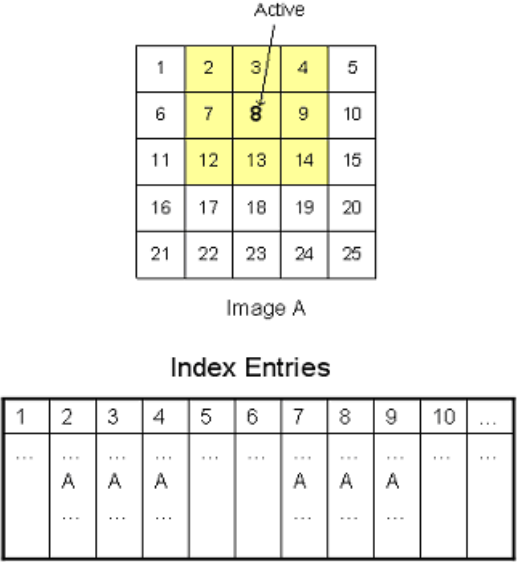 Active
1 2 3 4 5
6 7 8 9 10
11 12 13 14 15
16 17 18 19 20
21 22 23 24 25
Image A
Index Entries
1 2 3 4 5 6 7 8 9 10 ...
... ... ... ... ... ... ... ... ... ... ...
A A A A A A
... ... ... ... ... ...